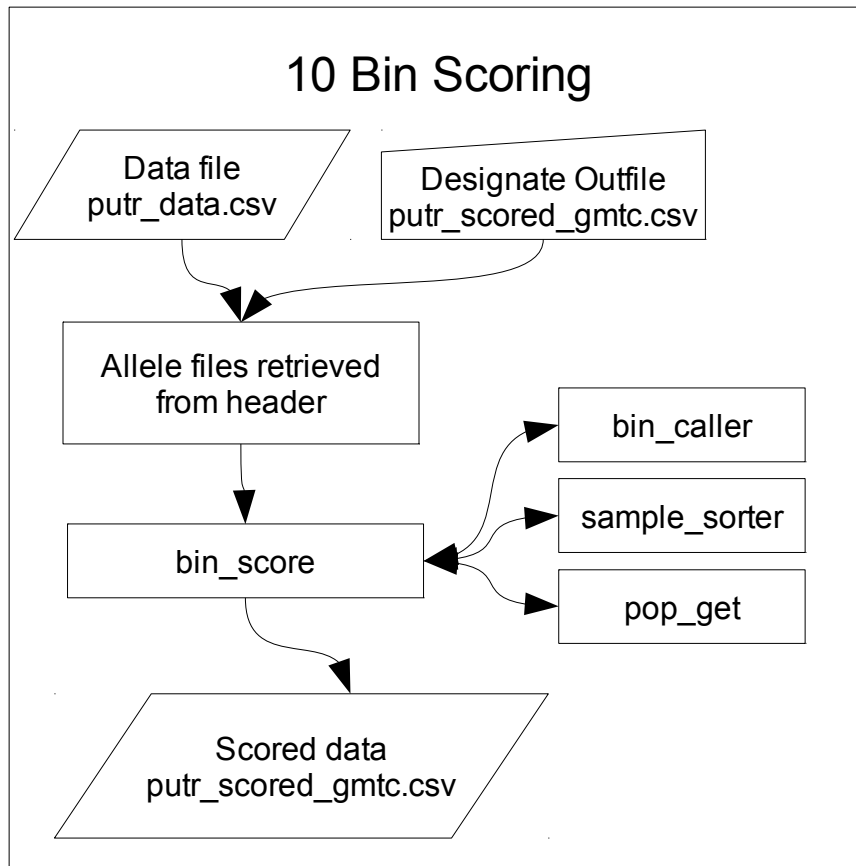 10 Bin Scoring
Data file
putr_data.csv
Designate Outfile
putr_scored_gmtc.csv
Allele files retrieved
from header
bin_caller
sample_sorter
bin_score
pop_get
Scored data
putr_scored_gmtc.csv